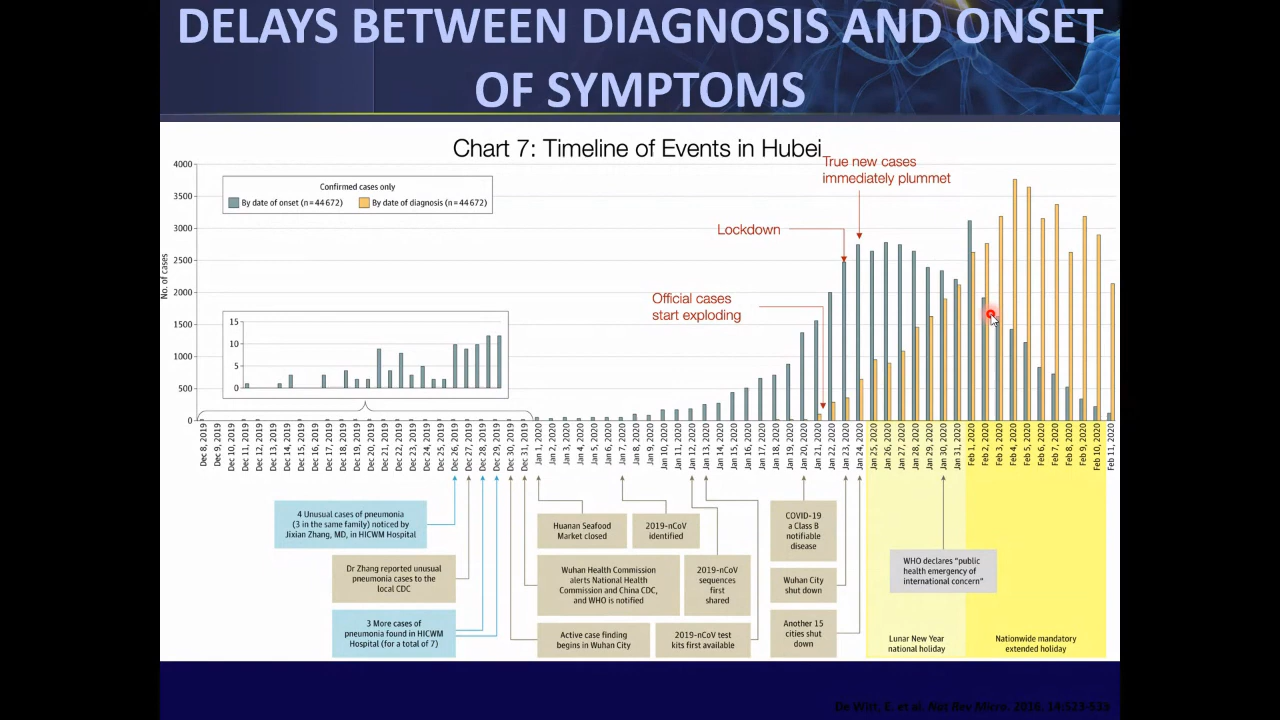 DELAYS BETWEEN DIAGNOSIS AND ONSET
OF SYMPTOMS
Chart 7: Timeline of Events in Hubei
True new cases
immediately plummet
Confirmed cases only
By date of onset (n=44672)
By date of diagnosis (n=44672)
Lockdown
Official cases
start exploding
No. of cases
4000
3500
3000
2500
2000
1500
1000
500
0
15
10
5
0
Dec 8, 2019
Dec 9, 2019
Dec 10, 2019
Dec 11, 2019
Dec 12, 2019
Dec 13, 2019
Dec 14, 2019
Dec 15, 2019
Dec 16, 2019
Dec 17, 2019
Dec 18, 2019
Dec 19, 2019
Dec 20, 2019
Dec 21, 2019
Dec 22, 2019
Dec 23, 2019
Dec 24, 2019
Dec 25, 2019
Dec 26, 2019
Dec 27, 2019
Dec 28, 2019
Dec 29, 2019
Dec 30, 2019
Dec 31, 2019
Jan 1, 2020
Jan 2, 2020
Jan 3, 2020
Jan 4, 2020
Jan 5, 2020
Jan 6, 2020
Jan 7, 2020
Jan 8, 2020
Jan 9, 2020
Jan 10, 2020
Jan 11, 2020
Jan 12, 2020
Jan 13, 2020
Jan 14, 2020
Jan 15, 2020
Jan 16, 2020
Jan 17, 2020
Jan 18, 2020
Jan 19, 2020
Jan 20, 2020
Jan 21, 2020
Jan 22, 2020
Jan 23, 2020
Jan 24, 2020
Jan 25, 2020
Jan 26, 2020
Jan 27, 2020
Jan 28, 2020
Jan 29, 2020
Jan 30, 2020
Jan 31, 2020
Feb 1, 2020
Feb 2, 2020
Feb 3, 2020
Feb 4, 2020
Feb 5, 2020
Feb 6, 2020
Feb 7, 2020
Feb 8, 2020
Feb 9, 2020
Feb 10, 2020
Feb 11, 2020
4 Unusual cases of pneumonia
(3 in the same family) noticed by
Jixian Zhang, MD, in HICWM Hospital
Dr Zhang reported unusual
pneumonia cases to the
local CDC
3 More cases of
pneumonia found in HICWM
Hospital (for a total of 7)
Huanan Seafood
Market closed
2019-nCoV
identified
Wuhan Health Commission
alerts National Health
Commission and China CDC,
and WHO is notified
2019-nCoV
sequences
first
shared
Active case finding
begins in Wuhan City
2019-nCoV test
kits first available
COVID-19
a Class B
notifiable
disease
Wuhan City
shut down
Another 15
cities shut
down
WHO declares "public
health emergency of
international concern"
Lunar New Year
national holiday
Nationwide mandatory
extended holiday
De Witt, E. et al. Nat Rev Micro. 2016, 14:523-535